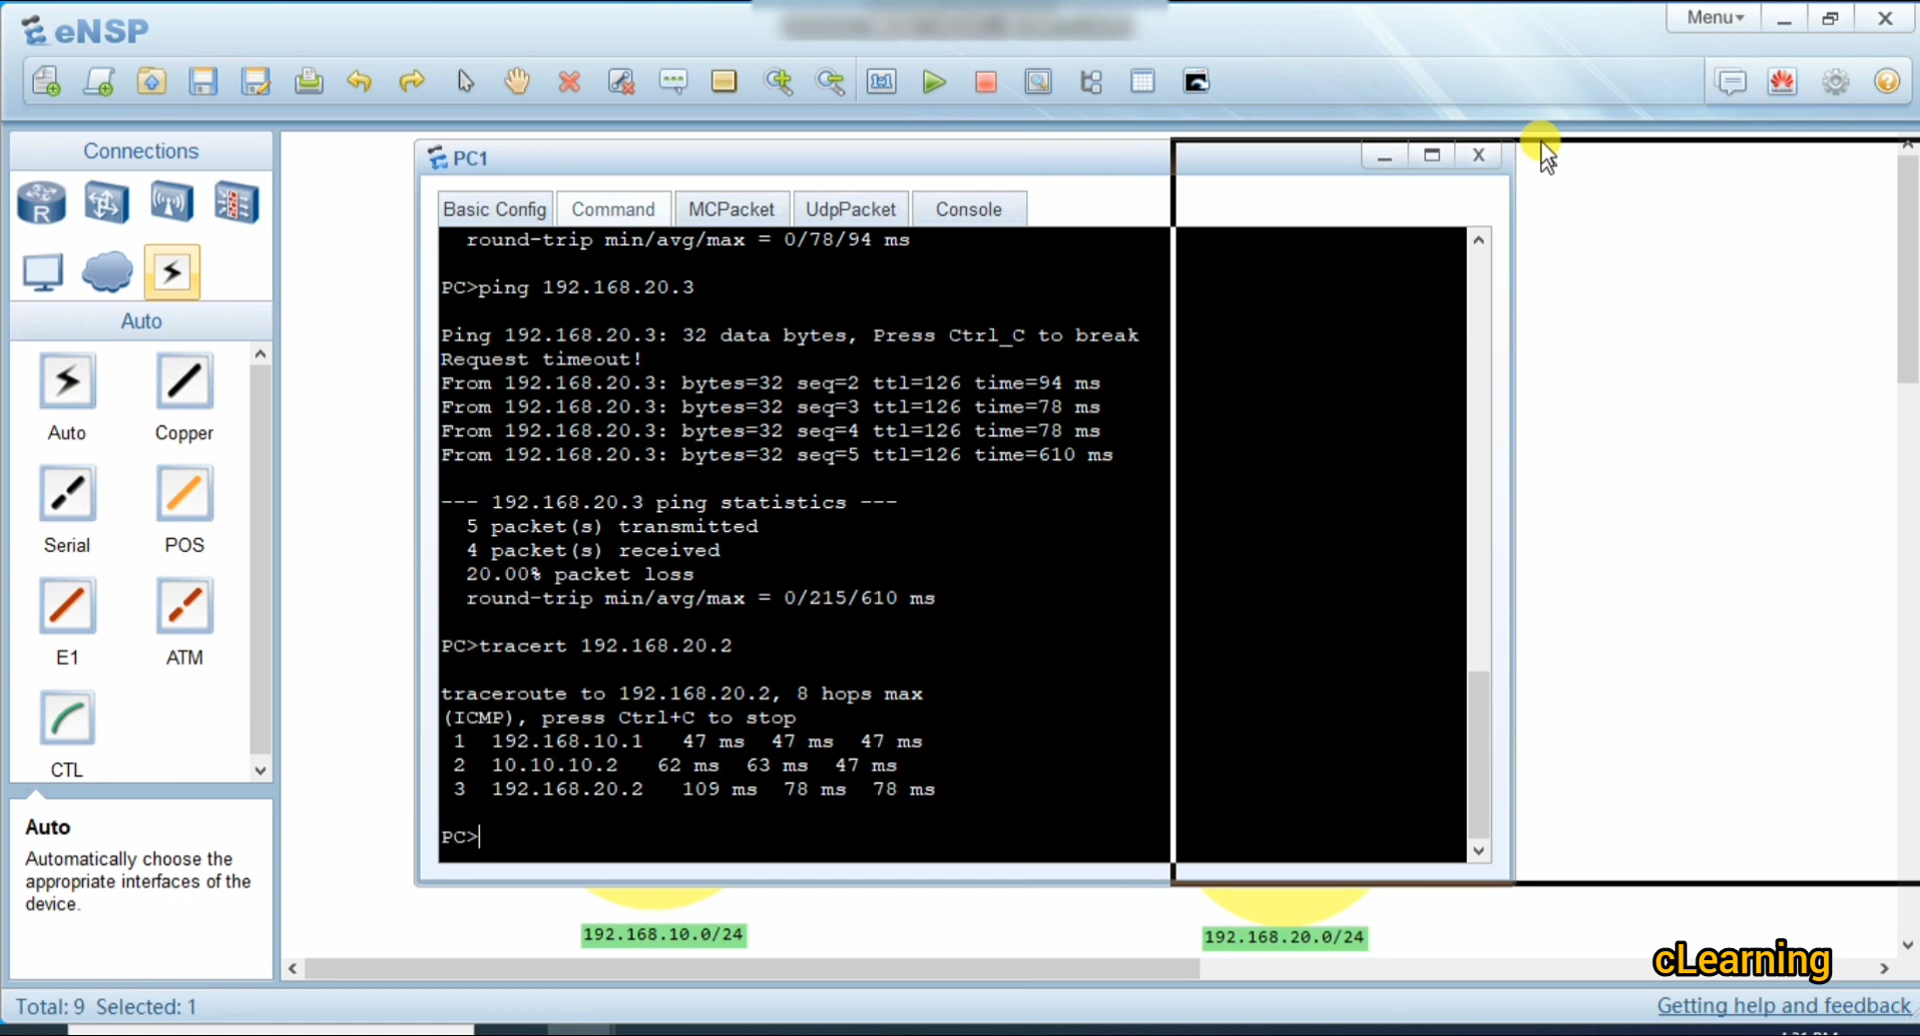 eNSP
Menu
Connections
Auto
Auto
Copper
Serial
POS
E1
ATM
CTL
Auto
Automatically choose the
appropriate interfaces of the
device.
PC1
Basic Config
Command
MCPacket
UdpPacket
Console
round-trip min/avg/max = 0/78/94 ms
PC>ping 192.168.20.3
Ping 192.168.20.3: 32 data bytes, Press Ctrl_C to break
Request timeout!
From 192.168.20.3: bytes=32 seq=2 ttl=126 time=94 ms
From 192.168.20.3: bytes=32 seq=3 ttl=126 time=78 ms
From 192.168.20.3: bytes=32 seq=4 ttl=126 time=78 ms
From 192.168.20.3: bytes=32 seq=5 ttl=126 time=610 ms
--- 192.168.20.3 ping statistics ---
5 packet(s) transmitted
4 packet(s) received
20.00% packet loss
round-trip min/avg/max = 0/215/610 ms
PC>tracert 192.168.20.2
traceroute to 192.168.20.2, 8 hops max
(ICMP), press Ctrl+C to stop
1 192.168.10.1 47 ms 47 ms 47 ms
2 10.10.10.2 62 ms 63 ms 47 ms
3 192.168.20.2 109 ms 78 ms 78 ms
PC>
192.168.10.0/24
192.168.20.0/24
cLearning
Total: 9 Selected: 1
Getting help and feedback